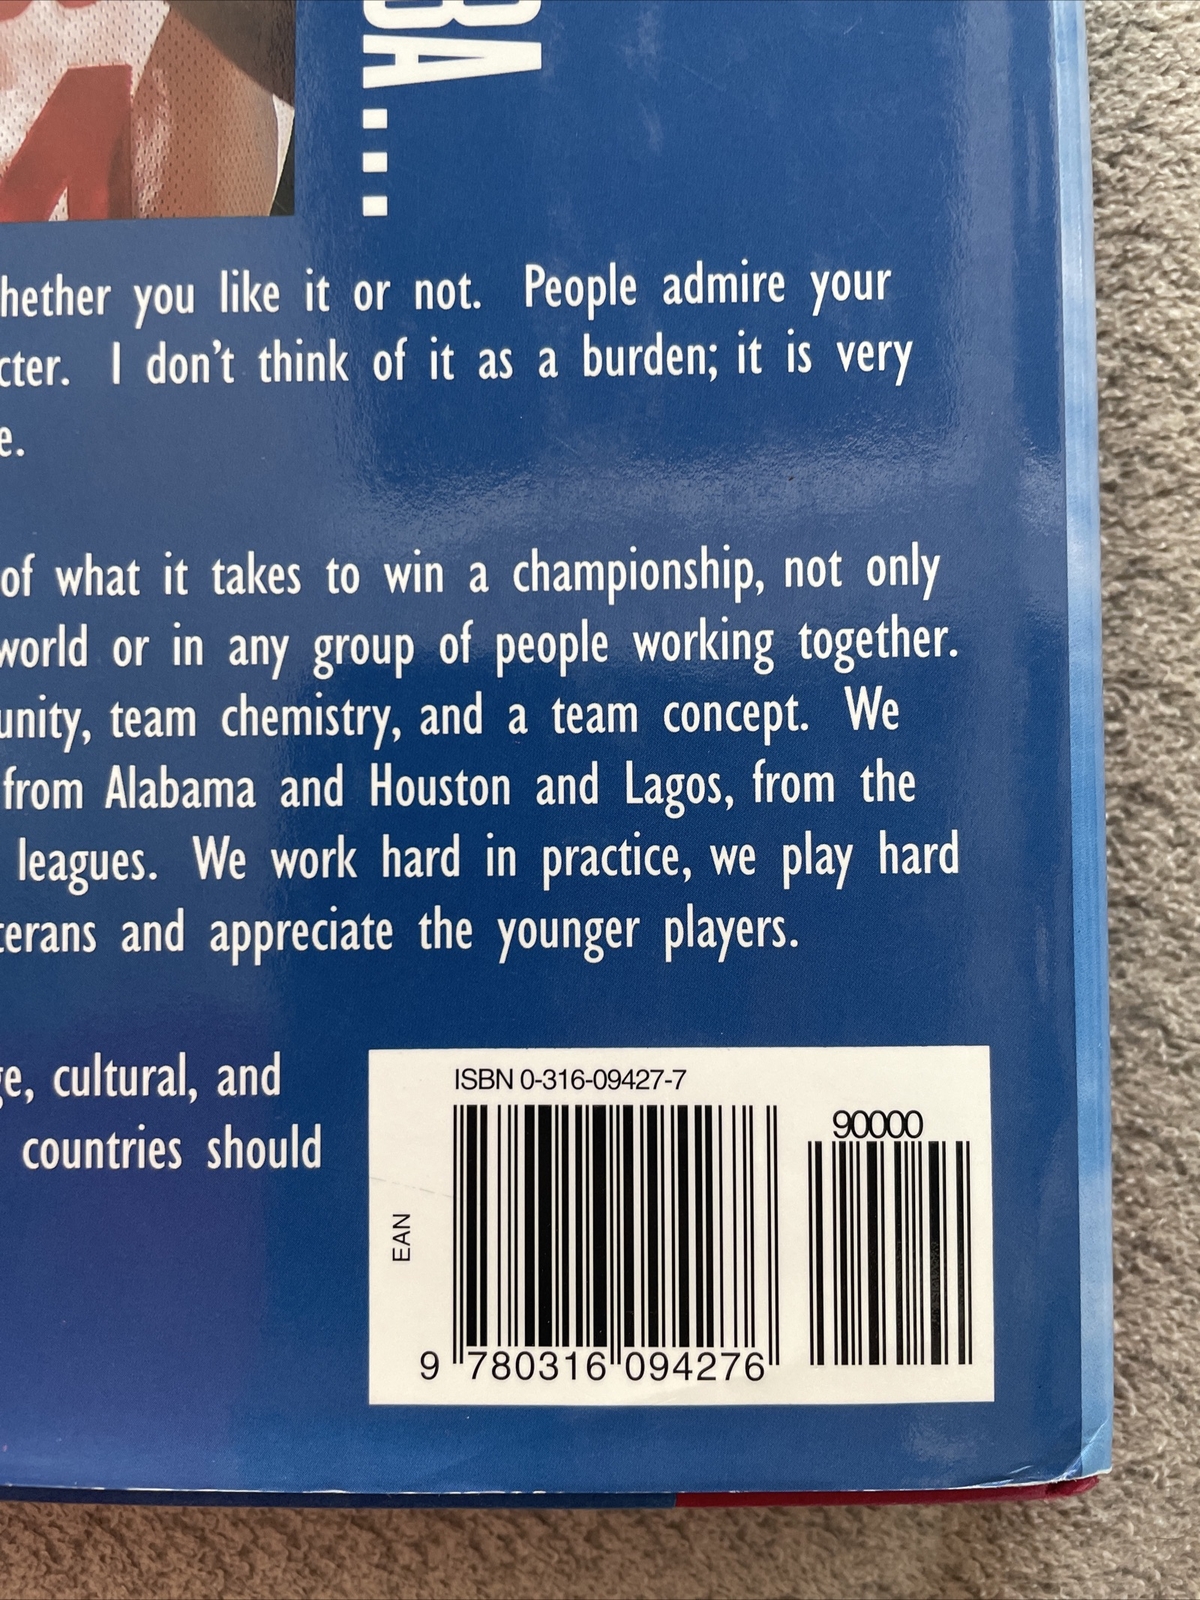 BA...
hether you like it or not. People admire your
cter. I don't think of it as a burden; it is very
e.
of what it takes to win a championship, not only
world or in any group of people working together.
unity, team chemistry, and a team concept. We
from Alabama and Houston and Lagos, from the
leagues. We work hard in practice, we play hard
terans and appreciate the younger players.
ge, cultural, and
countries should
ISBN 0-316-09427-7
90000
EAN
9 780316 094276